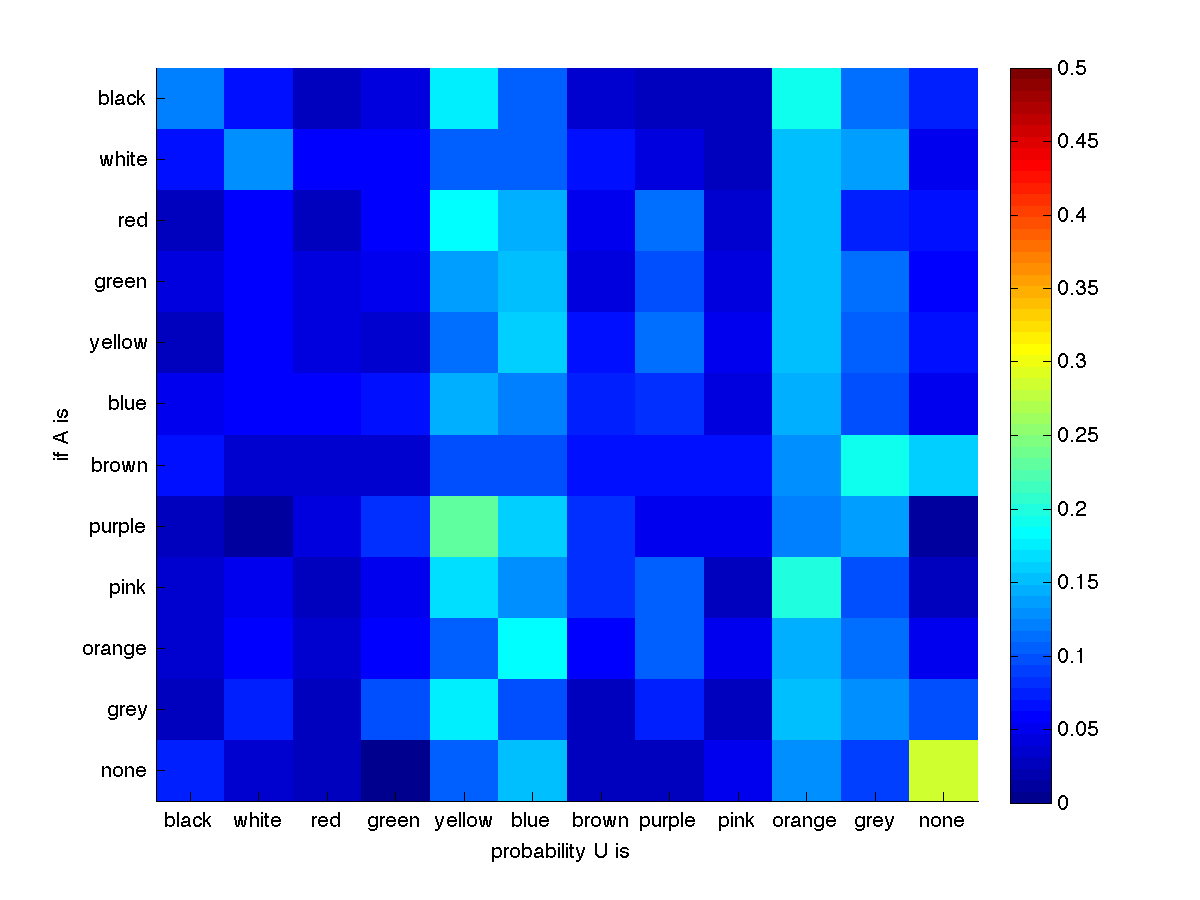 black
white
red
green
yellow
blue
brown
purple
pink
orange
grey
none
if A is
black white red green yellow blue brown purple pink orange grey none
probability U is
0.5
0.45
0.4
0.35
0.3
0.25
0.2
0.15
0.1
0.05
0